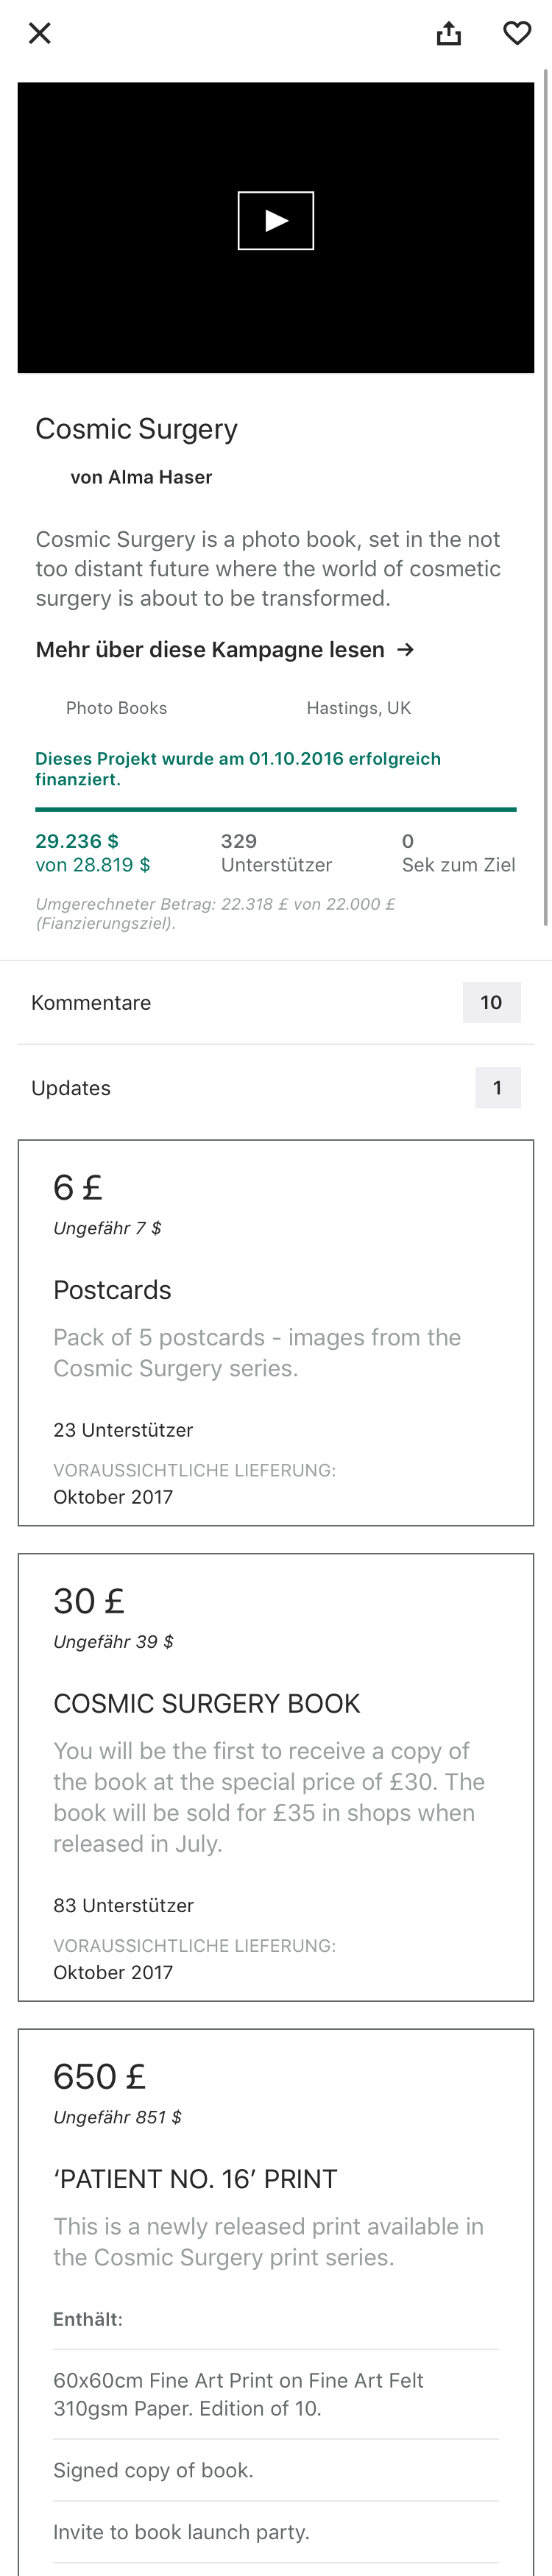 Cosmic Surgery
von Alma Haser
Cosmic Surgery is a photo book, set in the not
too distant future where the world of cosmetic
surgery is about to be transformed.
Mehr über diese Kampagne lesen →
Photo Books
Hastings, UK
Dieses Projekt wurde am 01.10.2016 erfolgreich
finanziert.
29.236 $
von 28.819 $
329
Unterstützer
0
Sek zum Ziel
Umgerechneter Betrag: 22.318 £ von 22.000 £
(Fianzierungsziel).
Kommentare
10
Updates
1
6 £
Ungefähr 7 $
Postcards
Pack of 5 postcards - images from the
Cosmic Surgery series.
23 Unterstützer
VORAUSSICHTLICHE LIEFERUNG:
Oktober 2017
30 £
Ungefähr 39 $
COSMIC SURGERY BOOK
You will be the first to receive a copy of
the book at the special price of £30. The
book will be sold for £35 in shops when
released in July.
83 Unterstützer
VORAUSSICHTLICHE LIEFERUNG:
Oktober 2017
650 £
Ungefähr 851 $
‘PATIENT NO. 16’ PRINT
This is a newly released print available in
the Cosmic Surgery print series.
Enthält:
60x60cm Fine Art Print on Fine Art Felt
310gsm Paper. Edition of 10.
Signed copy of book.
Invite to book launch party.